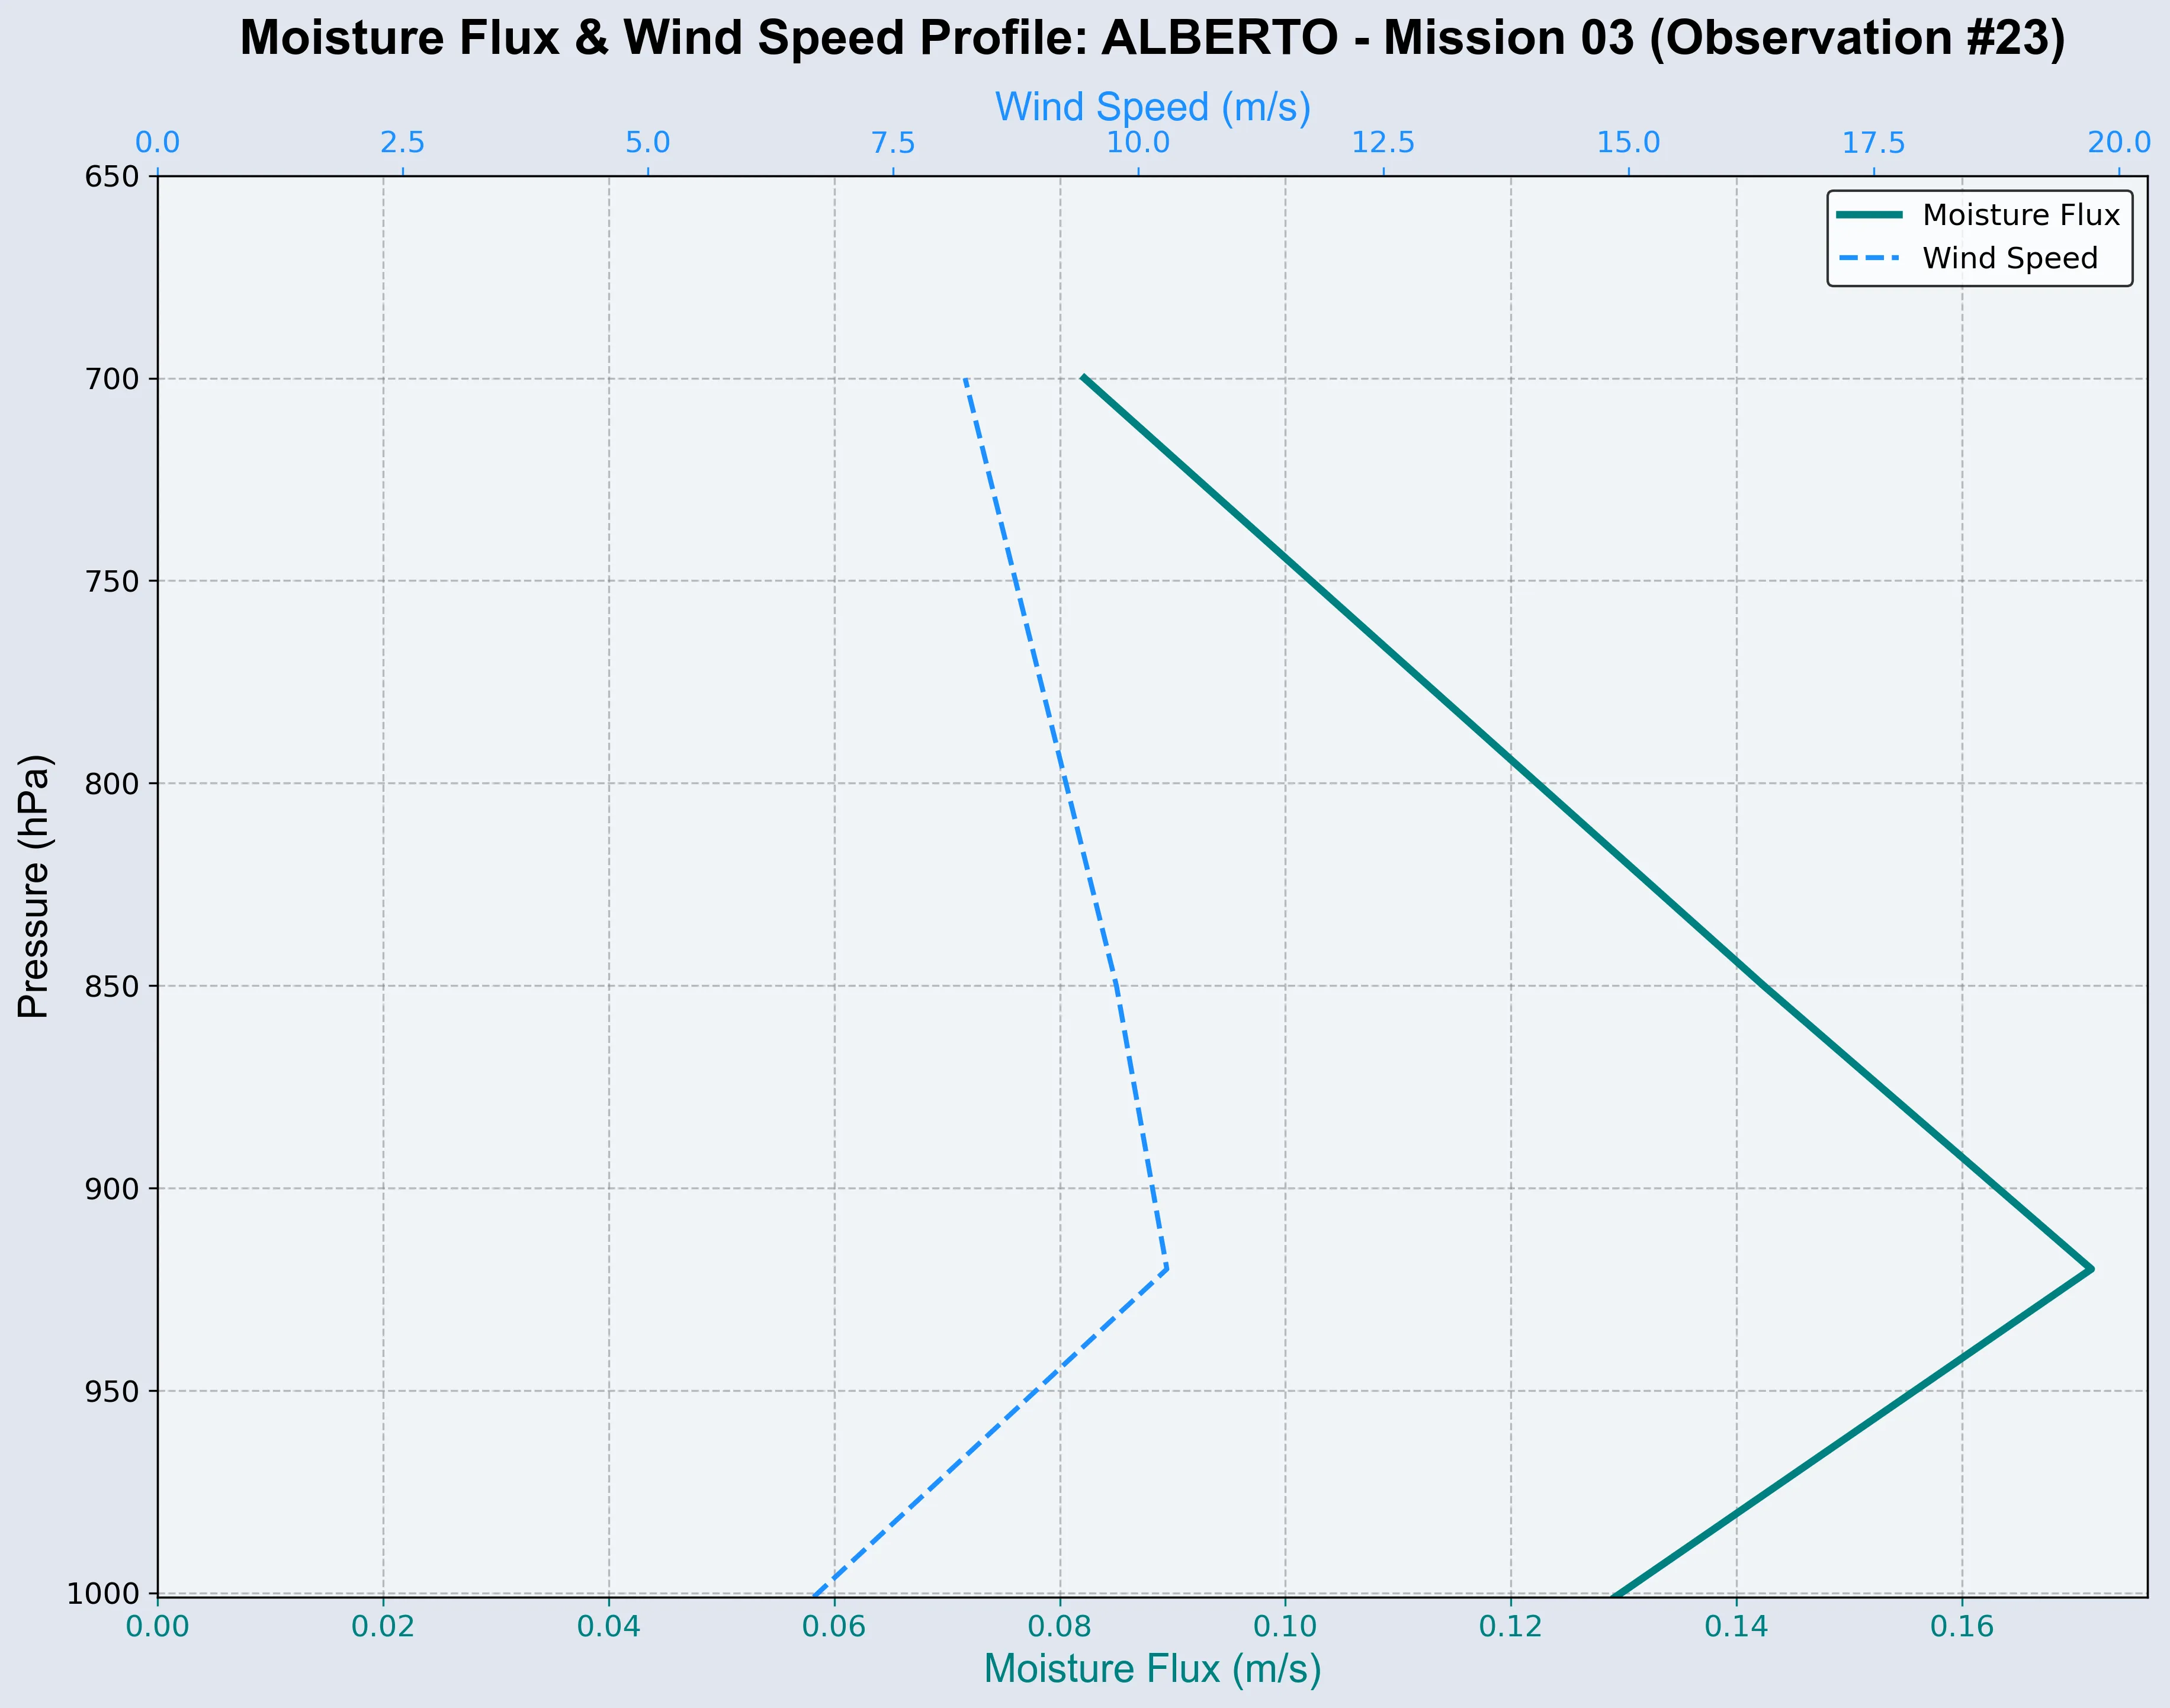 Moisture Flux & Wind Speed Profile: ALBERTO - Mission 03 (Observation #23)
Wind Speed (m/s)
0.0 2.5 5.0 7.5 10.0 12.5 15.0 17.5 20.0
Moisture Flux
Wind Speed
Pressure (hPa)
650
700
750
800
850
900
950
1000
0.00 0.02 0.04 0.06 0.08 0.10 0.12 0.14 0.16
Moisture Flux (m/s)